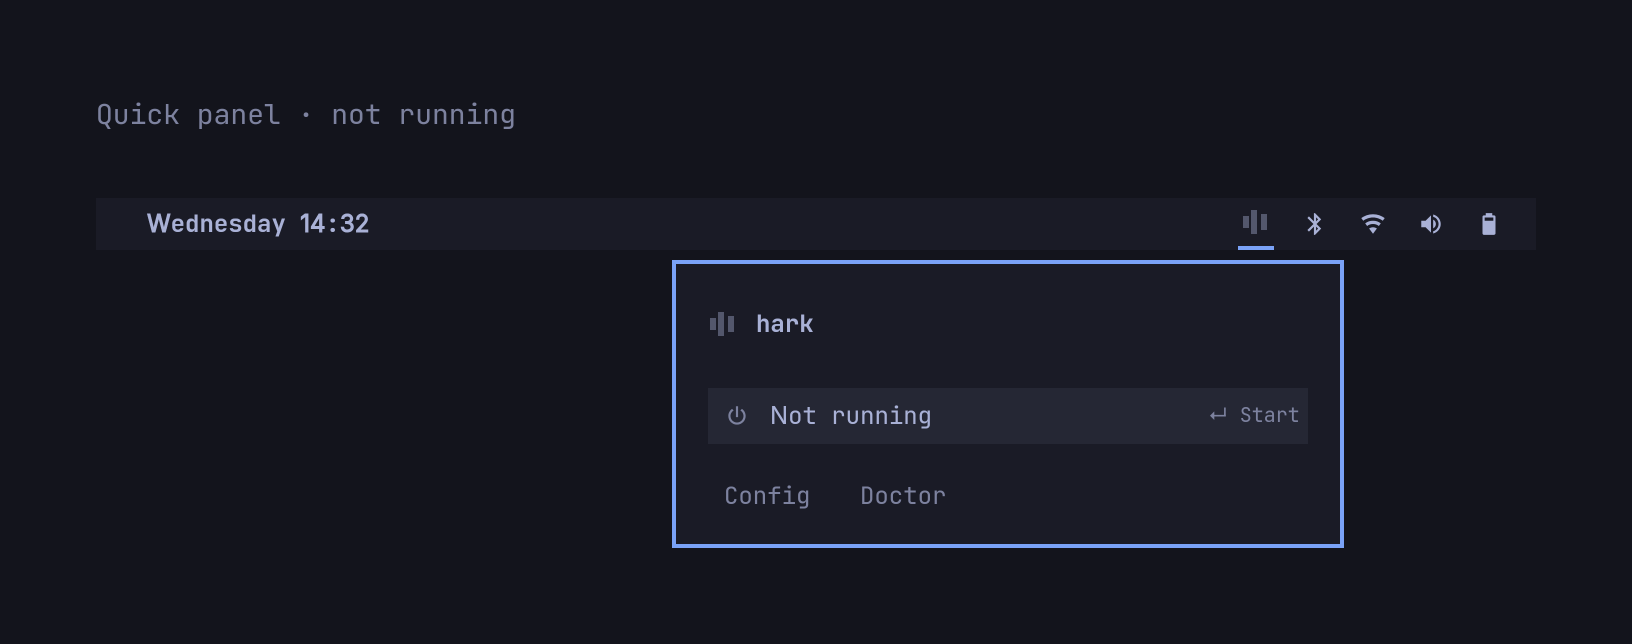 Quick panel · not running
Wednesday 14:32
hark
Not running ↵ Start
Config Doctor